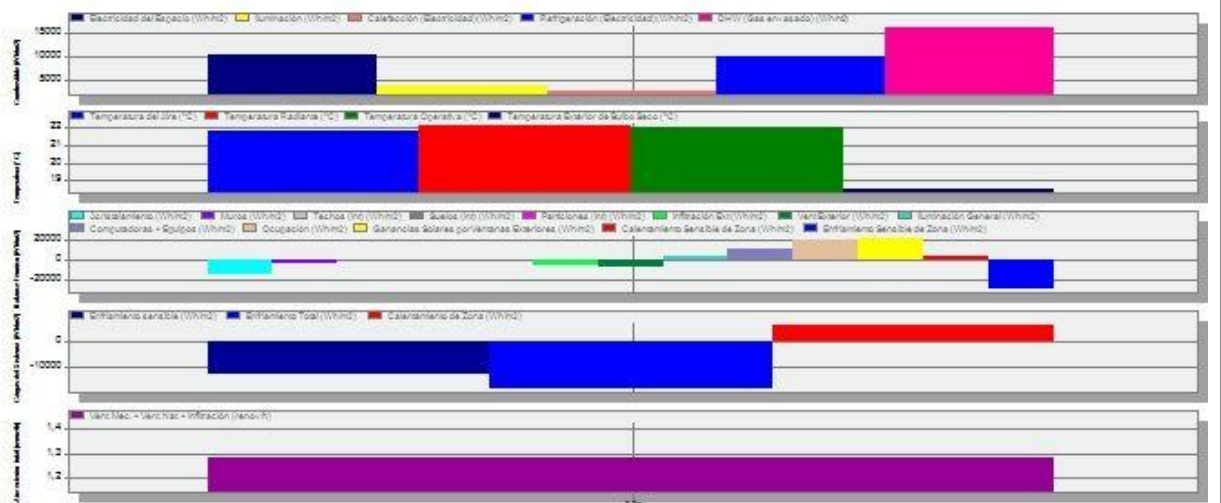 Electricidad del Espacio (Wh/m2) Iluminación (Wh/m2) Calefacción (Electricidad) (Wh/m2) Refrigeración (Electricidad) (Wh/m2) DHW (Gas envasado) (Wh/m2)
15000
10000
5000
Temperatura del Aire (°C) Temperatura Radiante (°C) Temperatura Operativa (°C) Temperatura Exterior de Bulbo Seco (°C)
22
21
20
19
Temperatura (°C)
Acristalamiento (Wh/m2) Muros (Wh/m2) Techos (int) (Wh/m2) Suelos (int) (Wh/m2) Particiones (int) (Wh/m2) Infiltración Ext (Wh/m2) Vent Exterior (Wh/m2) Iluminación General (Wh/m2)
Computadoras + Equipos (Wh/m2) Ocupación (Wh/m2) Ganancias Solares por Ventanas Exteriores (Wh/m2) Calentamiento Sensible de Zona (Wh/m2) Enfriamiento Sensible de Zona (Wh/m2)
20000
0
-20000
Enfriamiento sensible (Wh/m2) Enfriamiento Total (Wh/m2) Calentamiento de Zona (Wh/m2)
0
-10000
Vent Mec. + Vent Nat. + Infiltración (renov/h)
1,4
1,3
1,2